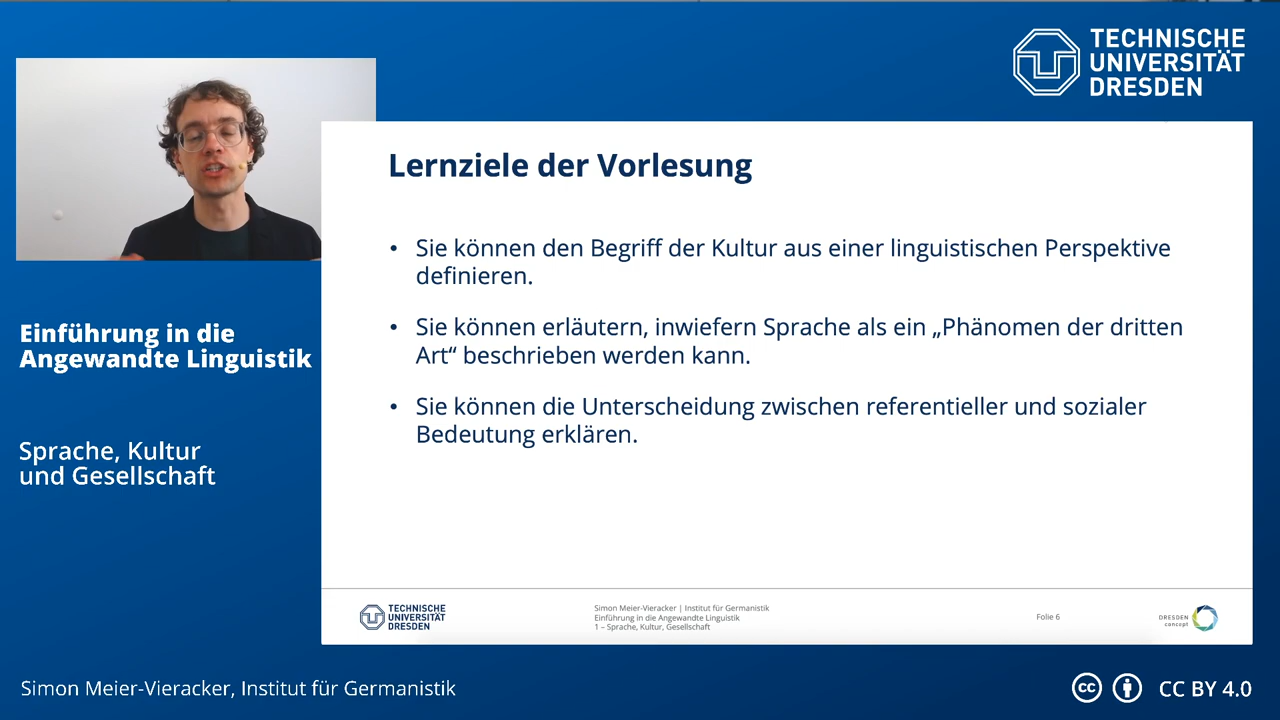 TECHNISCHE
UNIVERSITÄT
DRESDEN
Lernziele der Vorlesung
• Sie können den Begriff der Kultur aus einer linguistischen Perspektive
definieren.
• Sie können erläutern, inwiefern Sprache als ein „Phänomen der dritten
Art“ beschrieben werden kann.
• Sie können die Unterscheidung zwischen referentieller und sozialer
Bedeutung erklären.
Einführung in die
Angewandte Linguistik
Sprache, Kultur
und Gesellschaft
TECHNISCHE
UNIVERSITÄT
DRESDEN
Simon Meier-Vieracker | Institut für Germanistik
Einführung in die Angewandte Linguistik
1 – Sprache, Kultur, Gesellschaft
Folie 6
DRESDEN
concept
Simon Meier-Vieracker, Institut für Germanistik
cc
CC BY 4.0